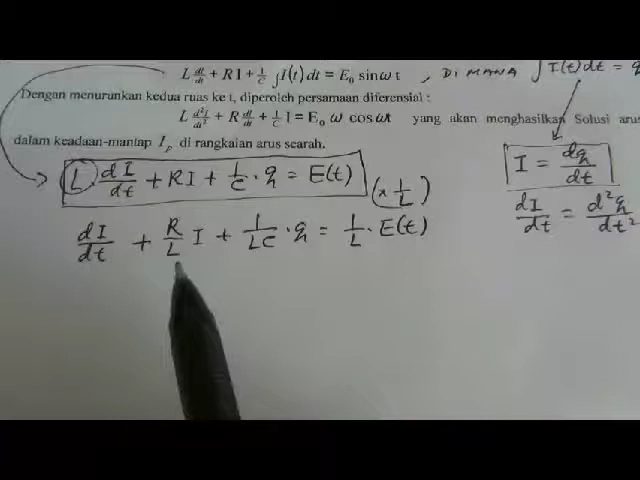 L dI/dt + R I + 1/C ∫I(t) dt = E₀ sin ω t , DI MANA ∫ I(t) dt = q
Dengan menurunkan kedua ruas ke t, diperoleh persamaan diferensial :
L d²I/dt² + R dI/dt + 1/C I = E₀ ω cos ωt yang akan menghasilkan Solusi arus
dalam keadaan-mantap Iₚ di rangkaian arus searah.
L · dI/dt + RI + 1/C · q = E(t) (× 1/L)
I = dq/dt
dI/dt + R/L I + 1/LC · q = 1/L · E(t)
dI/dt = d²q/dt²